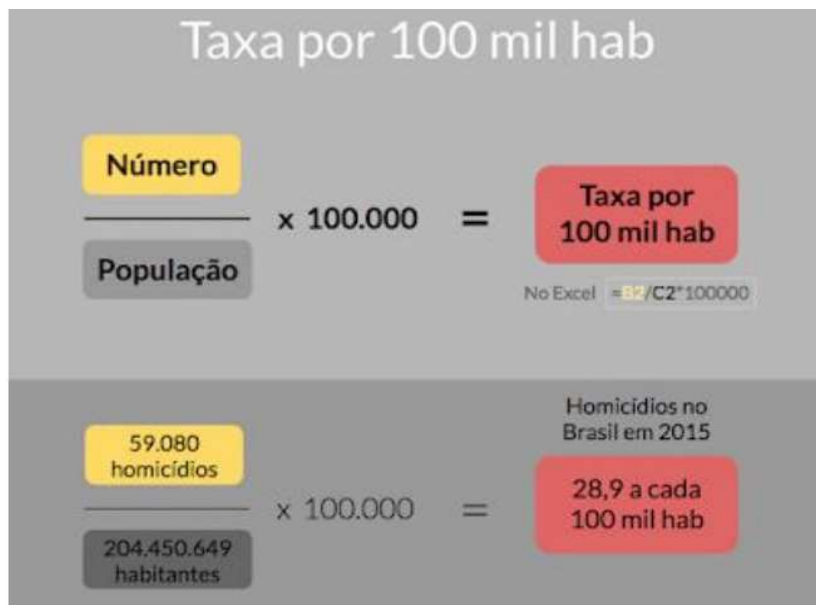 Taxa por 100 mil hab
Número
População
x 100.000
=
Taxa por
100 mil hab
No Excel =B2/C2*100000
59.080
homicídios
204.450.649
habitantes
x 100.000
=
Homicídios no
Brasil em 2015
28,9 a cada
100 mil hab